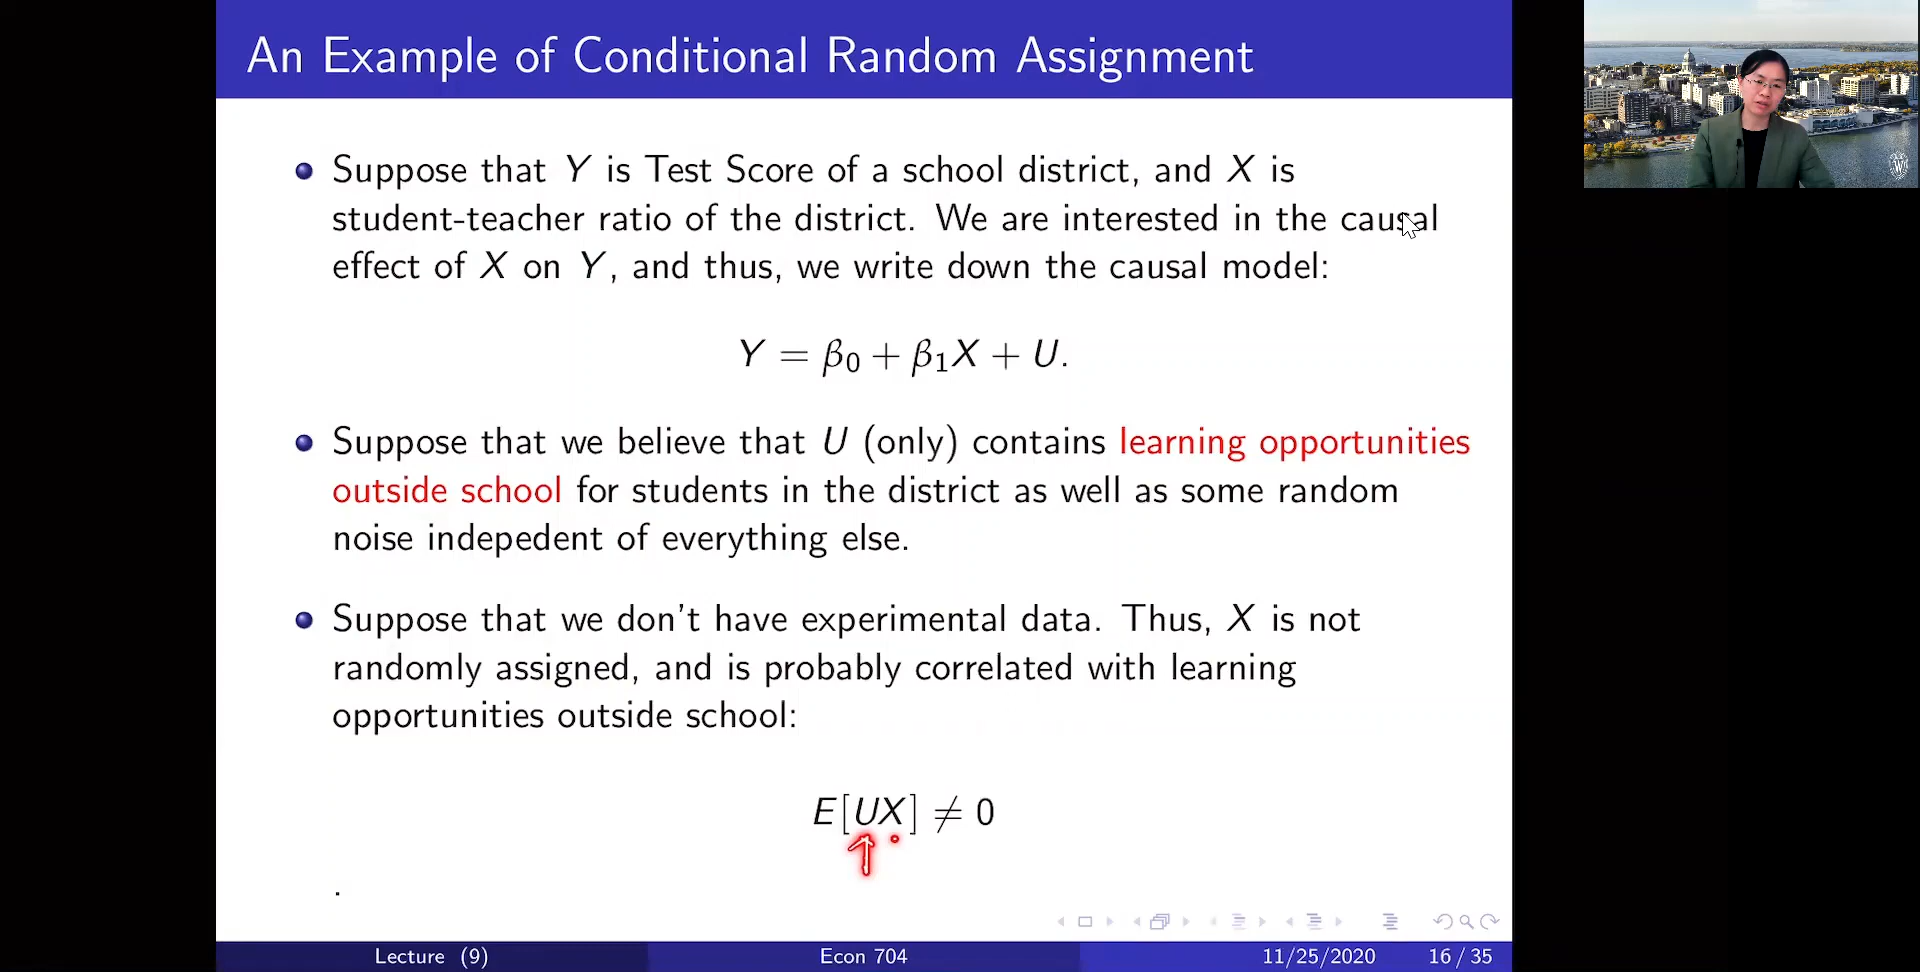 An Example of Conditional Random Assignment
Suppose that Y is Test Score of a school district, and X is
student-teacher ratio of the district. We are interested in the causal
effect of X on Y, and thus, we write down the causal model:
Y = β₀ + β₁X + U.
Suppose that we believe that U (only) contains learning opportunities
outside school for students in the district as well as some random
noise indepedent of everything else.
Suppose that we don't have experimental data. Thus, X is not
randomly assigned, and is probably correlated with learning
opportunities outside school:
E[UX] ≠ 0
.
Lecture (9) Econ 704 11/25/2020 16 / 35
W